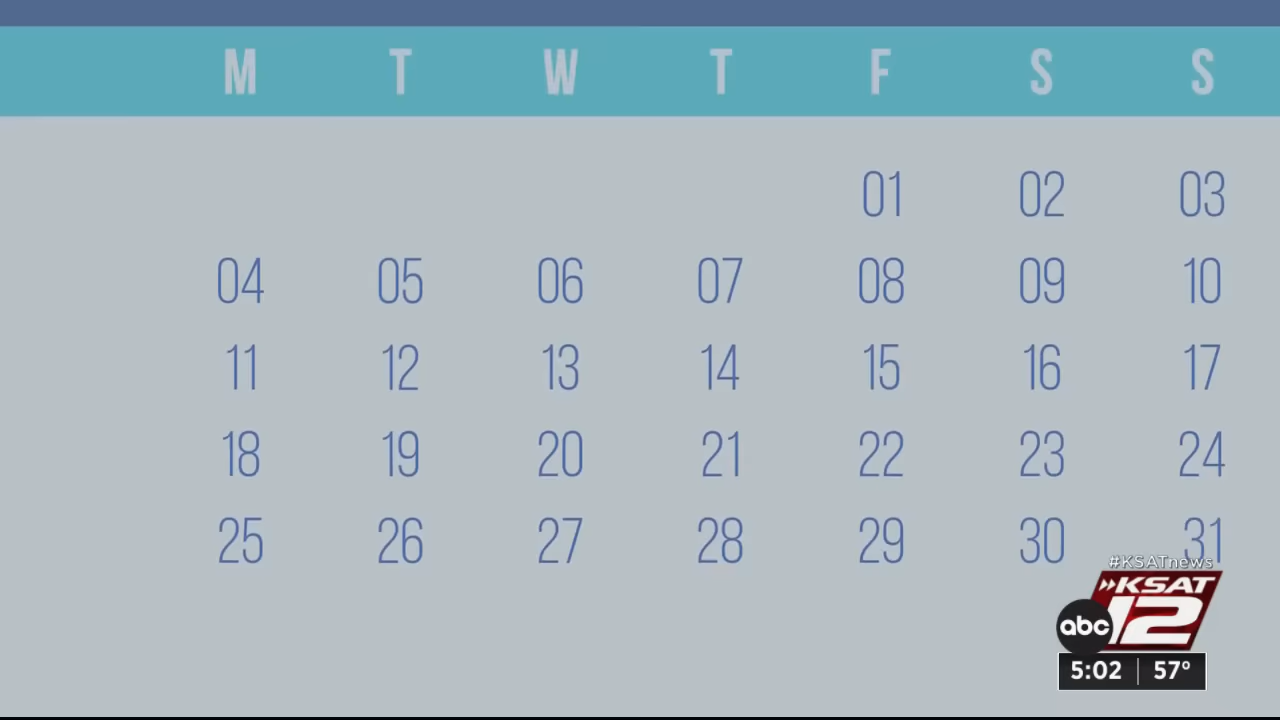 M T W T F S S
01 02 03
04 05 06 07 08 09 10
11 12 13 14 15 16 17
18 19 20 21 22 23 24
25 26 27 28 29 30 31
#KSATnews
KSAT
abc 12
5:02 57°